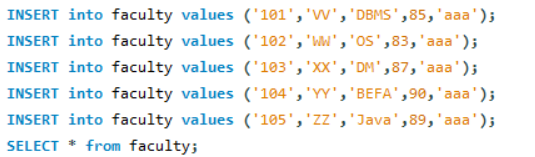 INSERT into faculty values ('101','VV','DBMS',85,'aaa');
INSERT into faculty values ('102','WW','OS',83,'aaa');
INSERT into faculty values ('103','XX','DM',87,'aaa');
INSERT into faculty values ('104','YY','BEFA',90,'aaa');
INSERT into faculty values ('105','ZZ','Java',89,'aaa');
SELECT * from faculty;